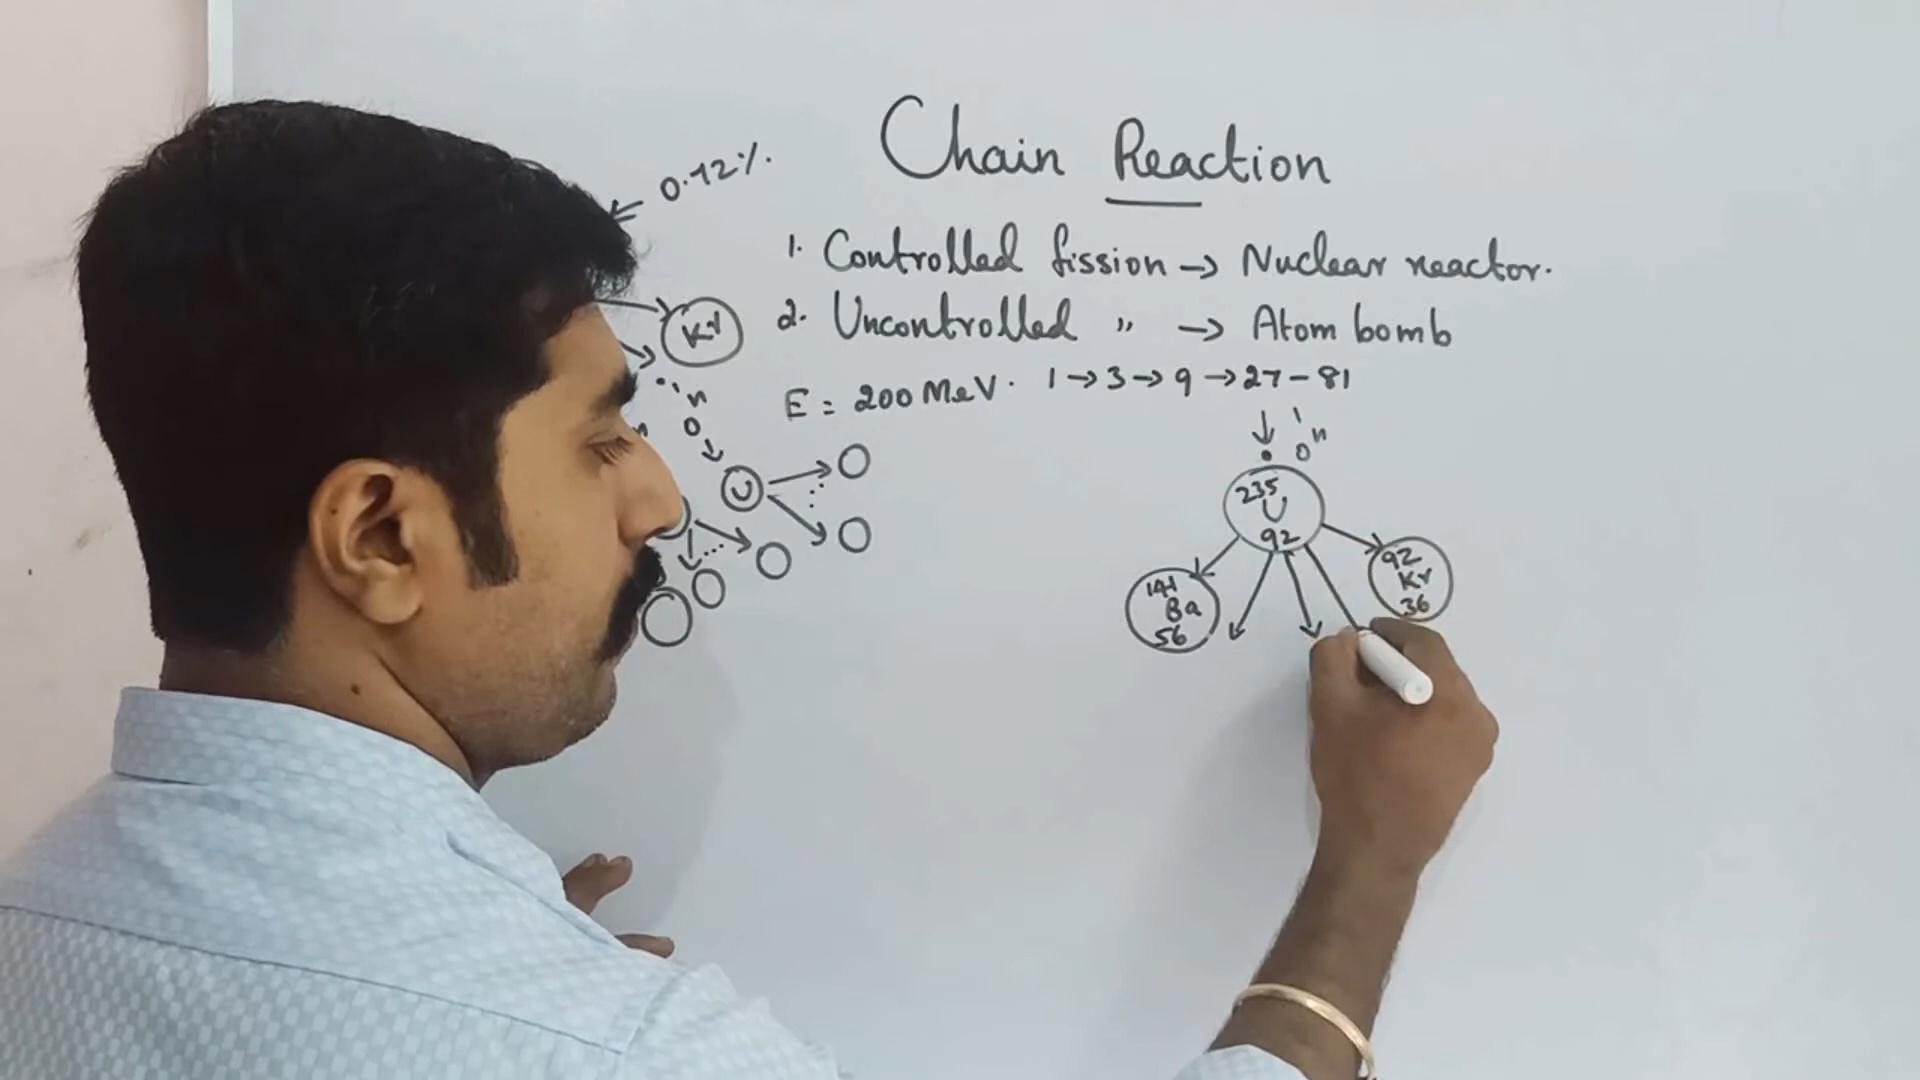 Chain Reaction
0.72%.
1. Controlled fission → Nuclear reactor.
2. Uncontrolled " → Atom bomb
E = 200 MeV. 1 → 3 → 9 → 27 - 81
Kr
1
n
0
n
U
1
n
0
235
U
92
141
Ba
56
92
Kr
36